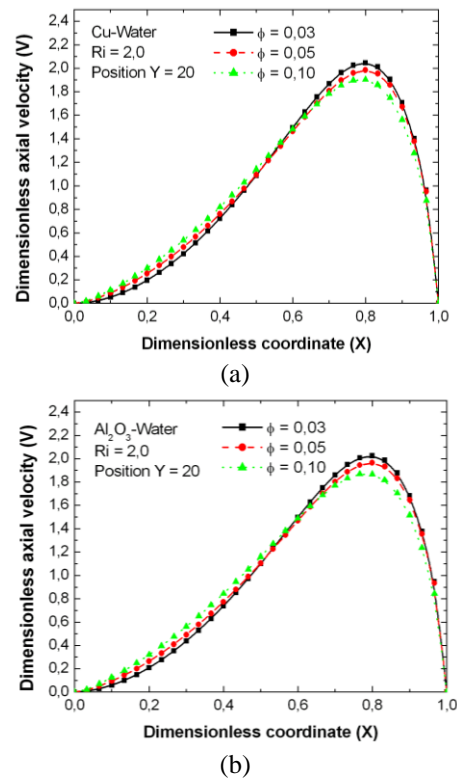 Cu-Water
Ri = 2,0
Position Y = 20
ϕ = 0,03
ϕ = 0,05
ϕ = 0,10
Dimensionless axial velocity (V)
2,4
2,2
2,0
1,8
1,6
1,4
1,2
1,0
0,8
0,6
0,4
0,2
0,0
0,0 0,2 0,4 0,6 0,8 1,0
Dimensionless coordinate (X)
(a)
Al₂O₃-Water
Ri = 2,0
Position Y = 20
ϕ = 0,03
ϕ = 0,05
ϕ = 0,10
Dimensionless axial velocity (V)
2,4
2,2
2,0
1,8
1,6
1,4
1,2
1,0
0,8
0,6
0,4
0,2
0,0
0,0 0,2 0,4 0,6 0,8 1,0
Dimensionless coordinate (X)
(b)